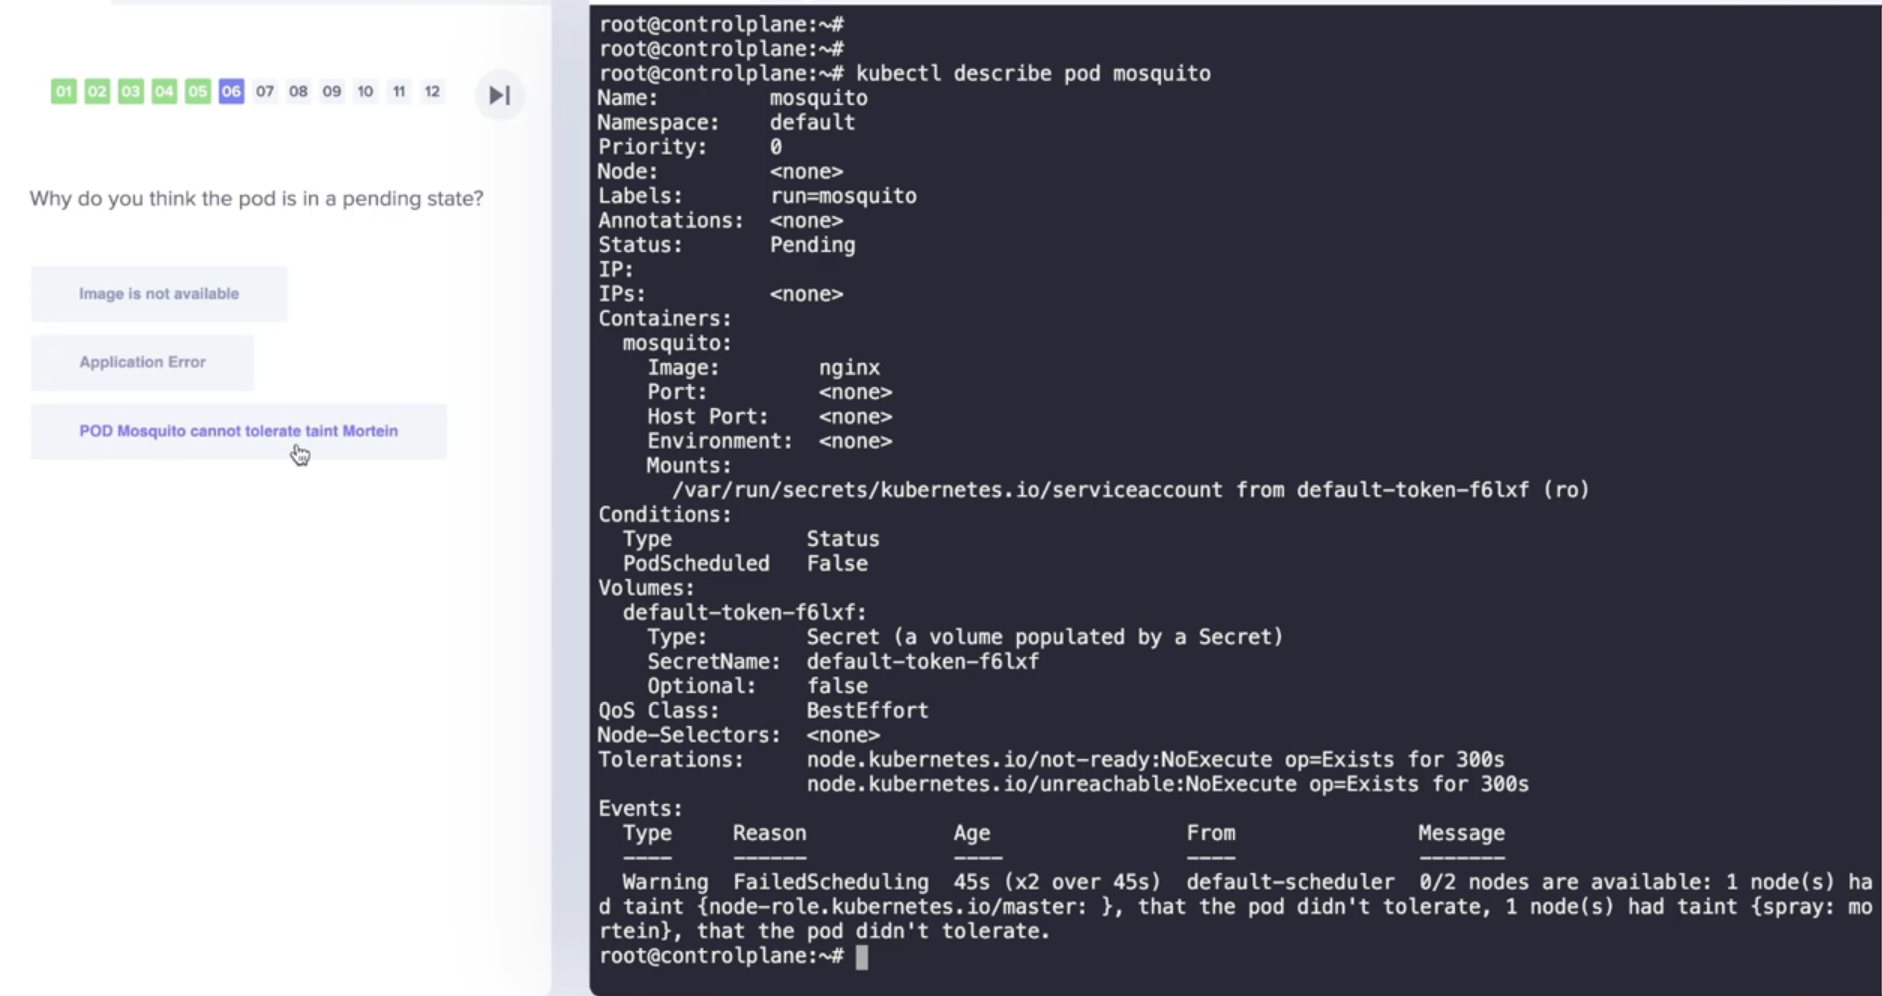 01 02 03 04 05 06 07 08 09 10 11 12
Why do you think the pod is in a pending state?
Image is not available
Application Error
POD Mosquito cannot tolerate taint Mortein
root@controlplane:~#
root@controlplane:~#
root@controlplane:~# kubectl describe pod mosquito
Name:         mosquito
Namespace:    default
Priority:     0
Node:         <none>
Labels:       run=mosquito
Annotations:  <none>
Status:       Pending
IP:
IPs:          <none>
Containers:
  mosquito:
    Image:        nginx
    Port:         <none>
    Host Port:    <none>
    Environment:  <none>
    Mounts:
      /var/run/secrets/kubernetes.io/serviceaccount from default-token-f6lxf (ro)
Conditions:
  Type           Status
  PodScheduled   False
Volumes:
  default-token-f6lxf:
    Type:        Secret (a volume populated by a Secret)
    SecretName:  default-token-f6lxf
    Optional:    false
QoS Class:       BestEffort
Node-Selectors:  <none>
Tolerations:     node.kubernetes.io/not-ready:NoExecute op=Exists for 300s
                 node.kubernetes.io/unreachable:NoExecute op=Exists for 300s
Events:
  Type     Reason            Age                From               Message
  ----     ------            ----               ----               -------
  Warning  FailedScheduling  45s (x2 over 45s)  default-scheduler  0/2 nodes are available: 1 node(s) ha
d taint {node-role.kubernetes.io/master: }, that the pod didn't tolerate, 1 node(s) had taint {spray: mo
rtein}, that the pod didn't tolerate.
root@controlplane:~#